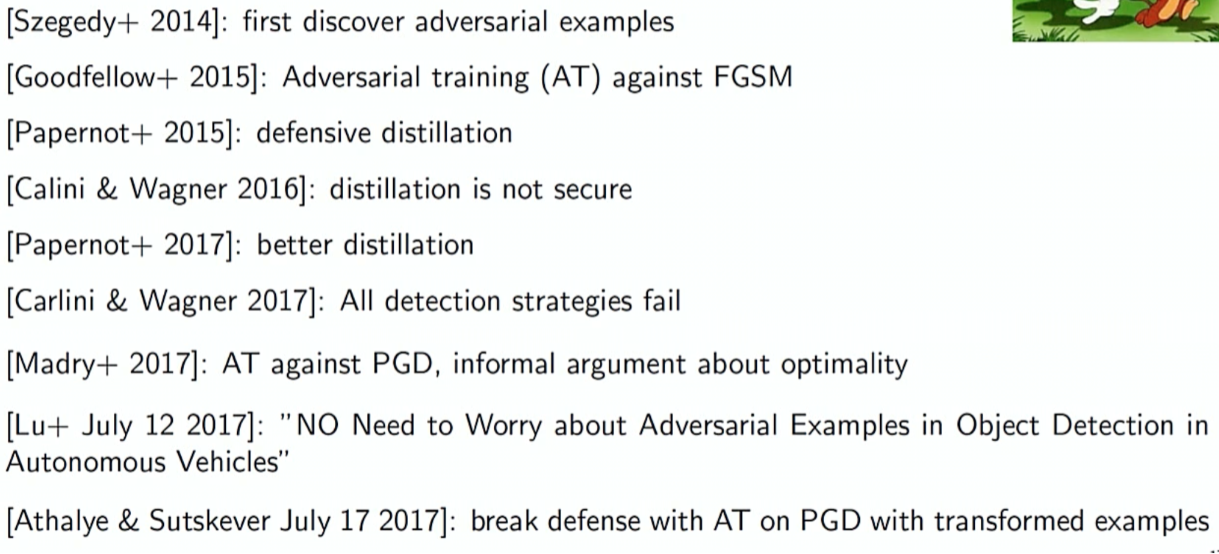 [Szegedy+ 2014]: first discover adversarial examples
[Goodfellow+ 2015]: Adversarial training (AT) against FGSM
[Papernot+ 2015]: defensive distillation
[Calini & Wagner 2016]: distillation is not secure
[Papernot+ 2017]: better distillation
[Carlini & Wagner 2017]: All detection strategies fail
[Madry+ 2017]: AT against PGD, informal argument about optimality
[Lu+ July 12 2017]: "NO Need to Worry about Adversarial Examples in Object Detection in
Autonomous Vehicles"
[Athalye & Sutskever July 17 2017]: break defense with AT on PGD with transformed examples